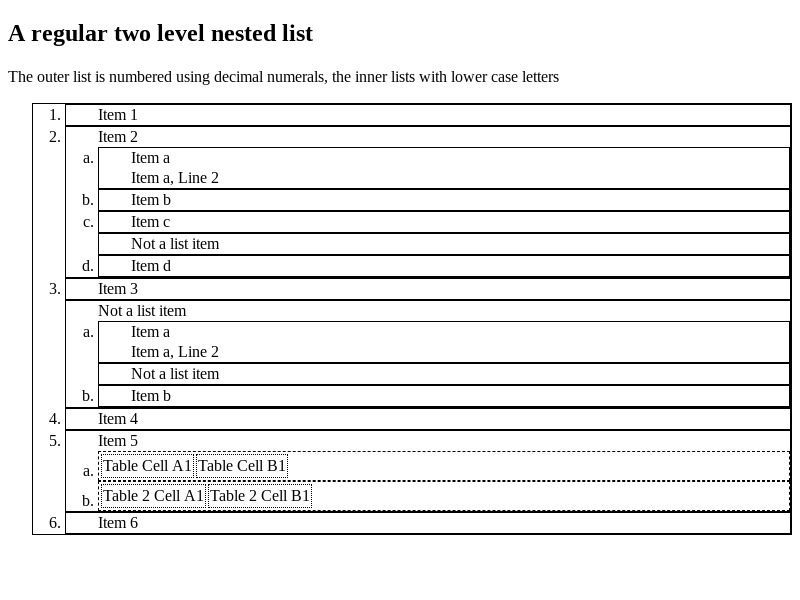 A regular two level nested list
The outer list is numbered using decimal numerals, the inner lists with lower case letters
1. Item 1
2. Item 2
a. Item a
Item a, Line 2
b. Item b
c. Item c
Not a list item
d. Item d
3. Item 3
Not a list item
a. Item a
Item a, Line 2
Not a list item
b. Item b
4. Item 4
5. Item 5
a. Table Cell A1 Table Cell B1
b. Table 2 Cell A1 Table 2 Cell B1
6. Item 6